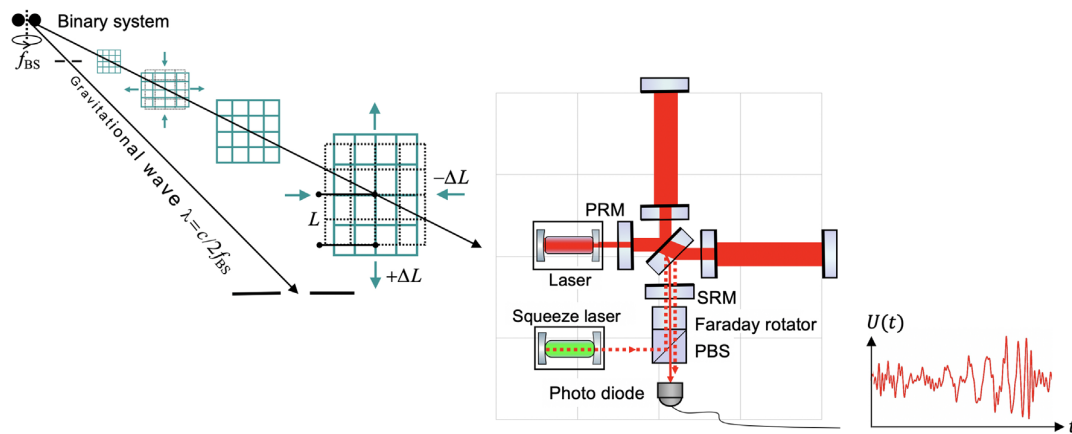 Binary system
f_BS
Gravitational wave λ=c/2f_BS
−ΔL
L
+ΔL
PRM
Laser
SRM
Squeeze laser
Faraday rotator
PBS
Photo diode
U(t)
t